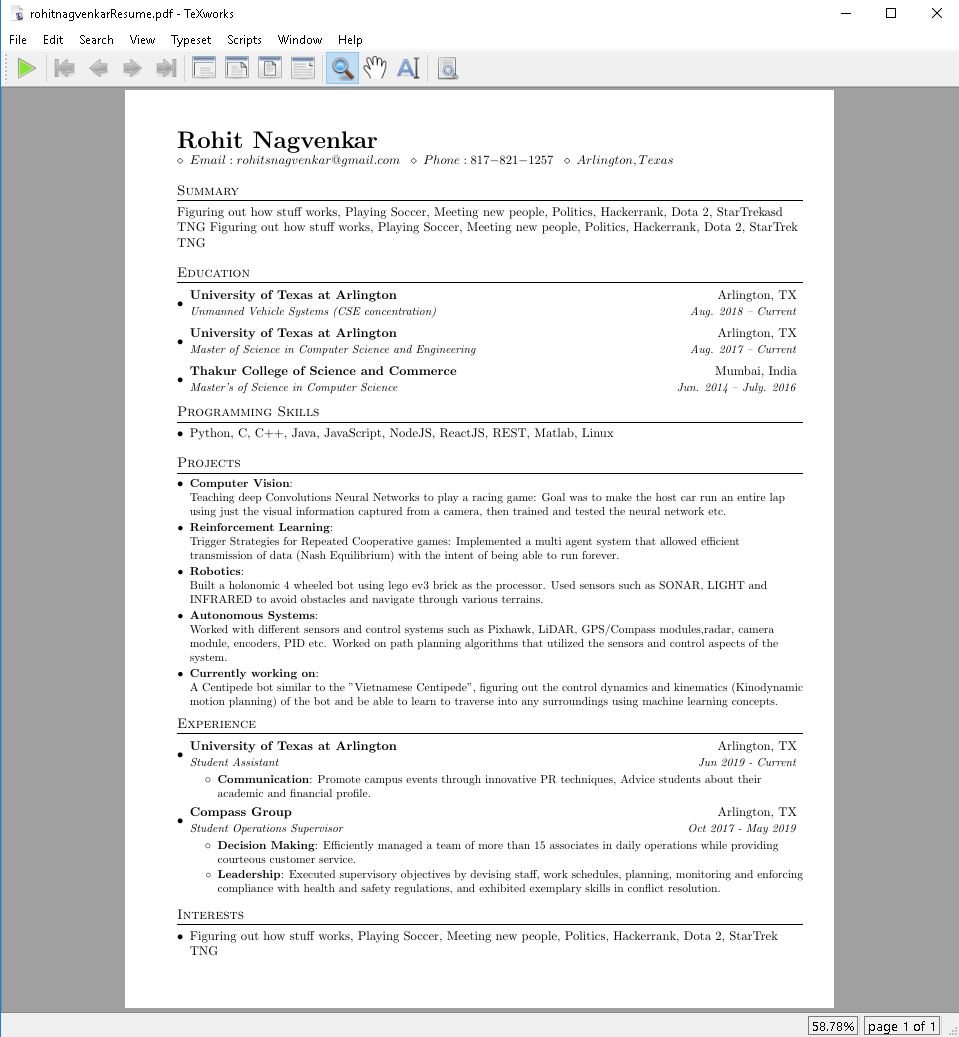 rohitnagvenkarResume.pdf - TeXworks
File Edit Search View Typeset Scripts Window Help
Rohit Nagvenkar
⋄ Email : rohitsnagvenkar@gmail.com ⋄ Phone : 817−821−1257 ⋄ Arlington,Texas
Summary
Figuring out how stuff works, Playing Soccer, Meeting new people, Politics, Hackerrank, Dota 2, StarTrekasd
TNG Figuring out how stuff works, Playing Soccer, Meeting new people, Politics, Hackerrank, Dota 2, StarTrek
TNG
Education
• University of Texas at Arlington Arlington, TX
Unmanned Vehicle Systems (CSE concentration) Aug. 2018 – Current
• University of Texas at Arlington Arlington, TX
Master of Science in Computer Science and Engineering Aug. 2017 – Current
• Thakur College of Science and Commerce Mumbai, India
Master's of Science in Computer Science Jun. 2014 – July. 2016
Programming Skills
• Python, C, C++, Java, JavaScript, NodeJS, ReactJS, REST, Matlab, Linux
Projects
• Computer Vision:
Teaching deep Convolutions Neural Networks to play a racing game: Goal was to make the host car run an entire lap
using just the visual information captured from a camera, then trained and tested the neural network etc.
• Reinforcement Learning:
Trigger Strategies for Repeated Cooperative games: Implemented a multi agent system that allowed efficient
transmission of data (Nash Equilibrium) with the intent of being able to run forever.
• Robotics:
Built a holonomic 4 wheeled bot using lego ev3 brick as the processor. Used sensors such as SONAR, LIGHT and
INFRARED to avoid obstacles and navigate through various terrains.
• Autonomous Systems:
Worked with different sensors and control systems such as Pixhawk, LiDAR, GPS/Compass modules,radar, camera
module, encoders, PID etc. Worked on path planning algorithms that utilized the sensors and control aspects of the
system.
• Currently working on:
A Centipede bot similar to the ”Vietnamese Centipede”, figuring out the control dynamics and kinematics (Kinodynamic
motion planning) of the bot and be able to learn to traverse into any surroundings using machine learning concepts.
Experience
• University of Texas at Arlington Arlington, TX
Student Assistant Jun 2019 - Current
◦ Communication: Promote campus events through innovative PR techniques, Advice students about their
academic and financial profile.
• Compass Group Arlington, TX
Student Operations Supervisor Oct 2017 - May 2019
◦ Decision Making: Efficiently managed a team of more than 15 associates in daily operations while providing
courteous customer service.
◦ Leadership: Executed supervisory objectives by devising staff, work schedules, planning, monitoring and enforcing
compliance with health and safety regulations, and exhibited exemplary skills in conflict resolution.
Interests
• Figuring out how stuff works, Playing Soccer, Meeting new people, Politics, Hackerrank, Dota 2, StarTrek
TNG
58.78% page 1 of 1